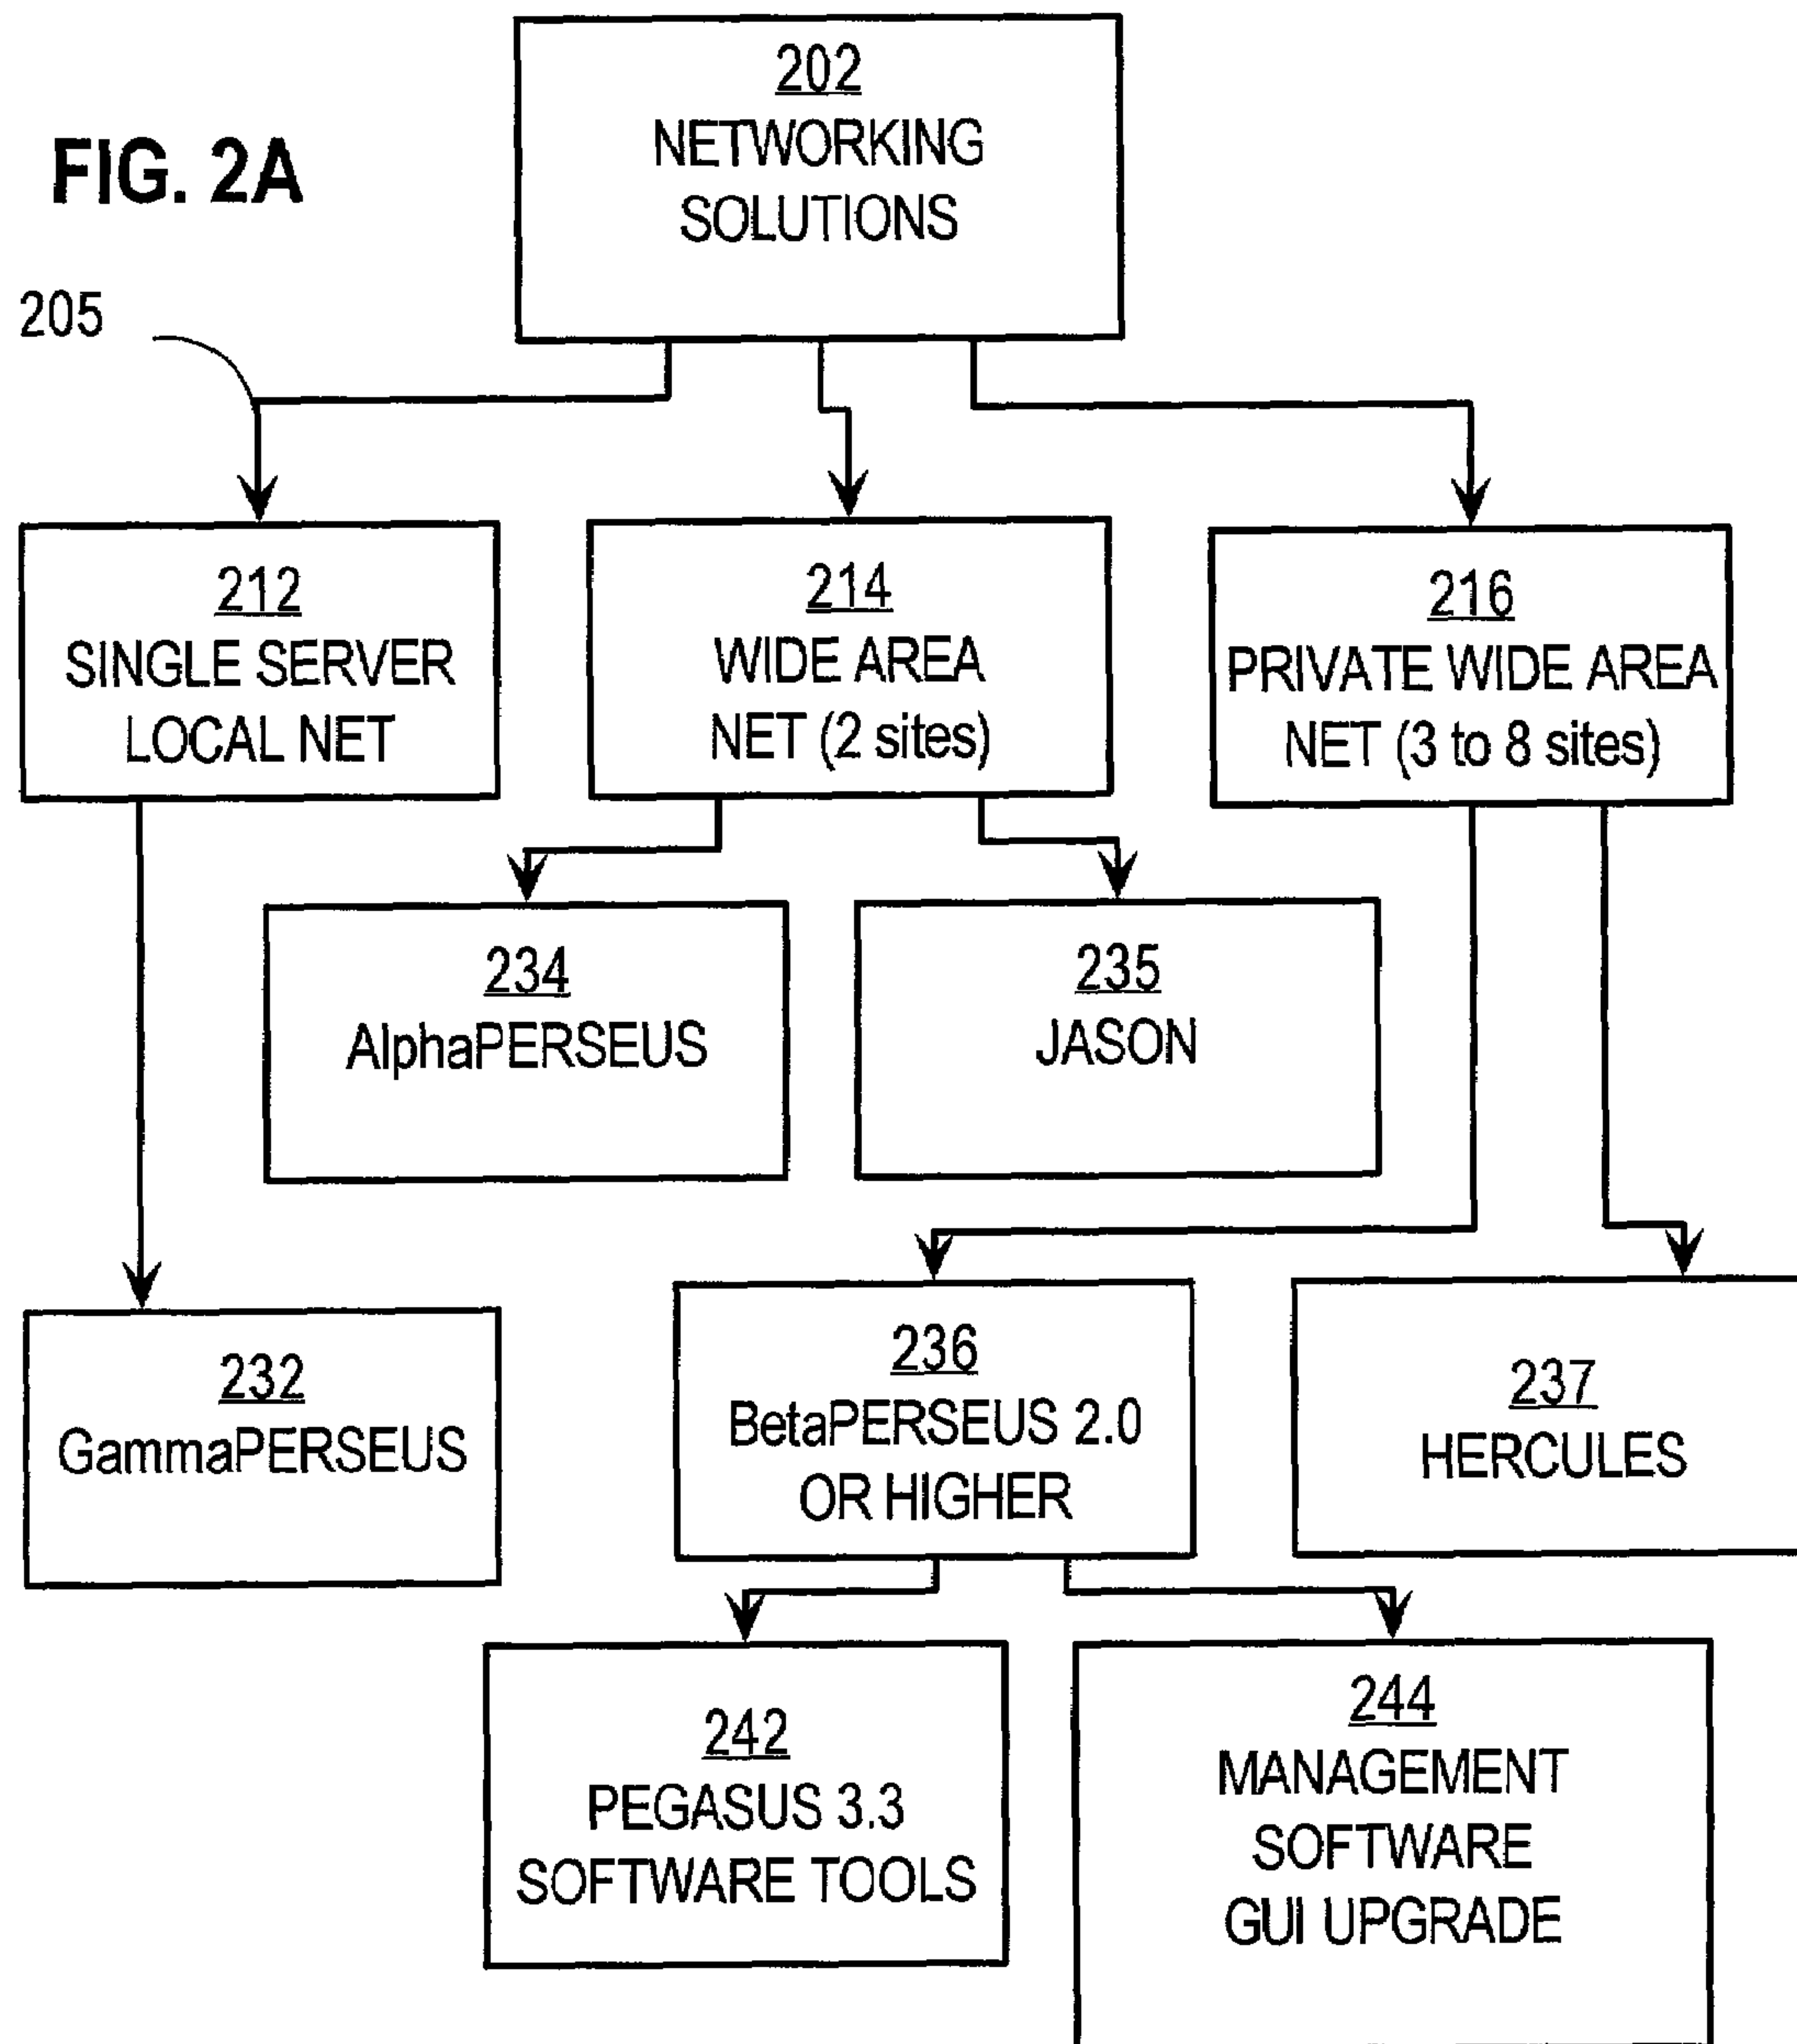 202
NETWORKING
SOLUTIONS
FIG. 2A
205
212
SINGLE SERVER
LOCAL NET
214
WIDE AREA
NET (2 sites)
216
PRIVATE WIDE AREA
NET (3 to 8 sites)
234
AlphaPERSEUS
235
JASON
232
GammaPERSEUS
236
BetaPERSEUS 2.0
OR HIGHER
237
HERCULES
242
PEGASUS 3.3
SOFTWARE TOOLS
244
MANAGEMENT
SOFTWARE
GUI UPGRADE